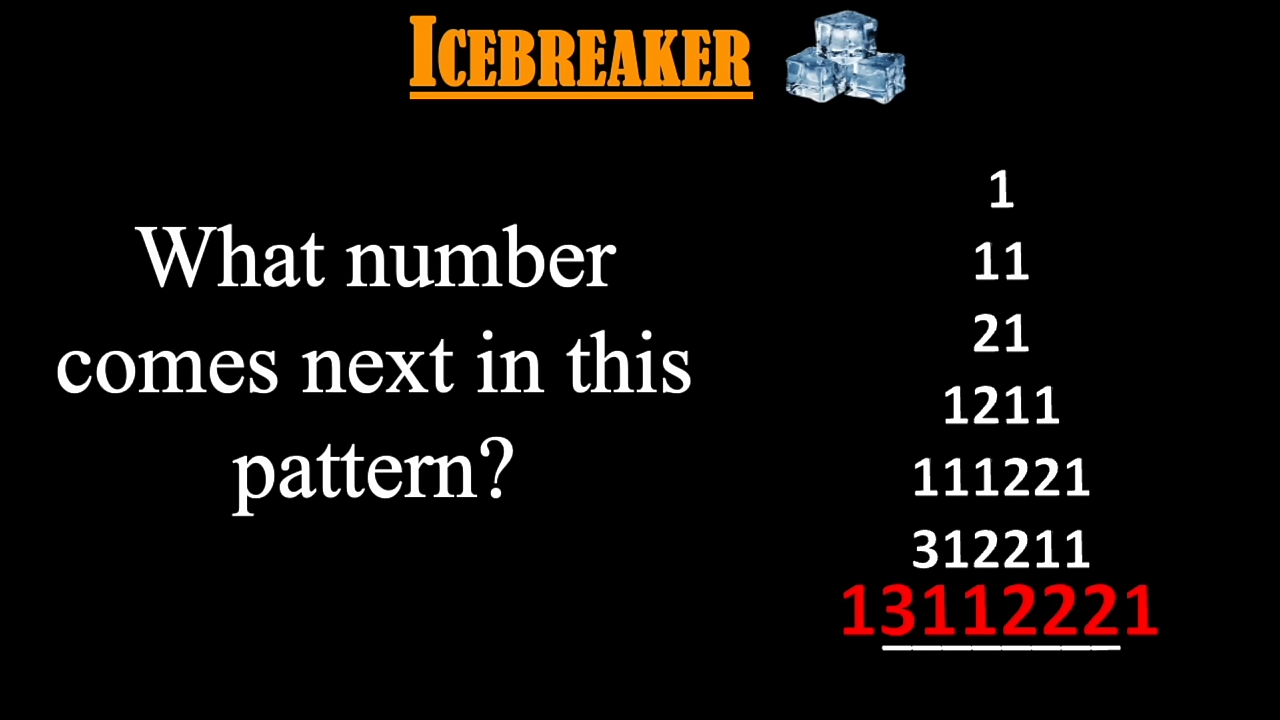 ICEBREAKER
What number
comes next in this
pattern?
1
11
21
1211
111221
312211
13112221